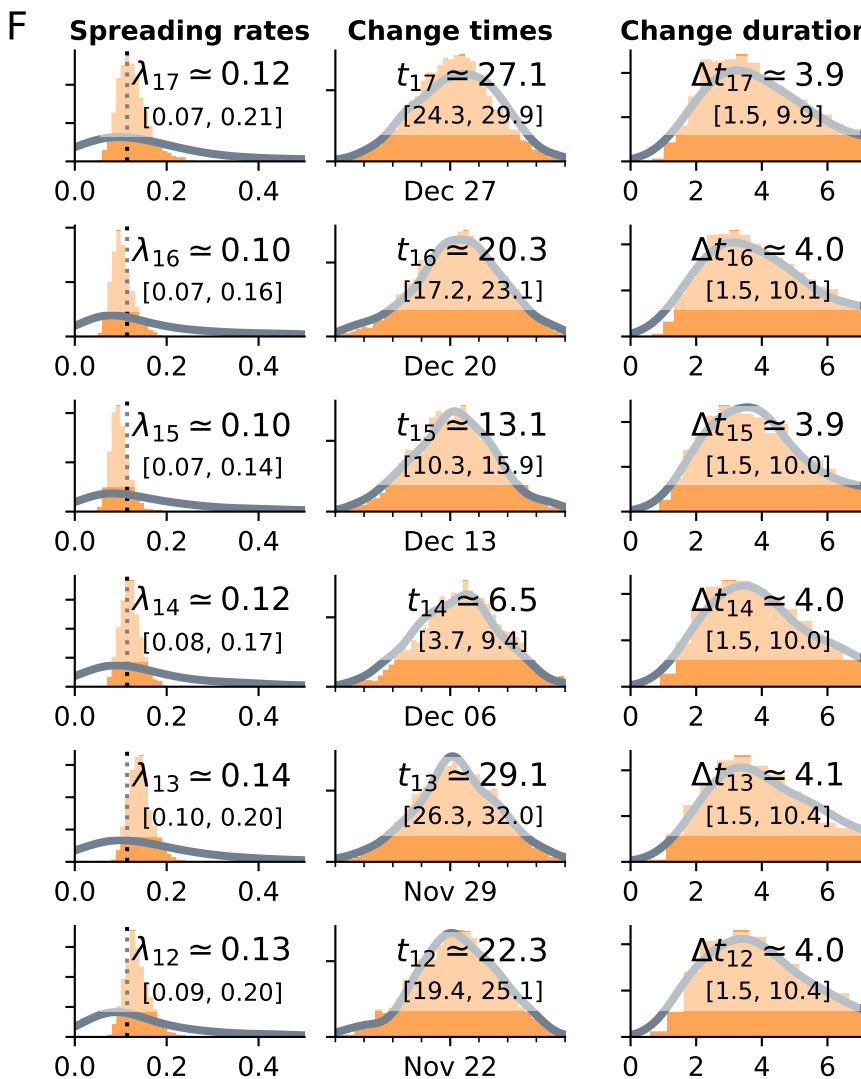 F
Spreading rates Change times Change duration
λ17 ≃ 0.12 t17 ≃ 27.1 Δt17 ≃ 3.9
[0.07, 0.21] [24.3, 29.9] [1.5, 9.9]
0.0 0.2 0.4 0 2 4 6
Dec 27
λ16 ≃ 0.10 t16 ≃ 20.3 Δt16 ≃ 4.0
[0.07, 0.16] [17.2, 23.1] [1.5, 10.1]
0.0 0.2 0.4 0 2 4 6
Dec 20
λ15 ≃ 0.10 t15 ≃ 13.1 Δt15 ≃ 3.9
[0.07, 0.14] [10.3, 15.9] [1.5, 10.0]
0.0 0.2 0.4 0 2 4 6
Dec 13
λ14 ≃ 0.12 t14 ≃ 6.5 Δt14 ≃ 4.0
[0.08, 0.17] [3.7, 9.4] [1.5, 10.0]
0.0 0.2 0.4 0 2 4 6
Dec 06
λ13 ≃ 0.14 t13 ≃ 29.1 Δt13 ≃ 4.1
[0.10, 0.20] [26.3, 32.0] [1.5, 10.4]
0.0 0.2 0.4 0 2 4 6
Nov 29
λ12 ≃ 0.13 t12 ≃ 22.3 Δt12 ≃ 4.0
[0.09, 0.20] [19.4, 25.1] [1.5, 10.4]
0.0 0.2 0.4 0 2 4 6
Nov 22